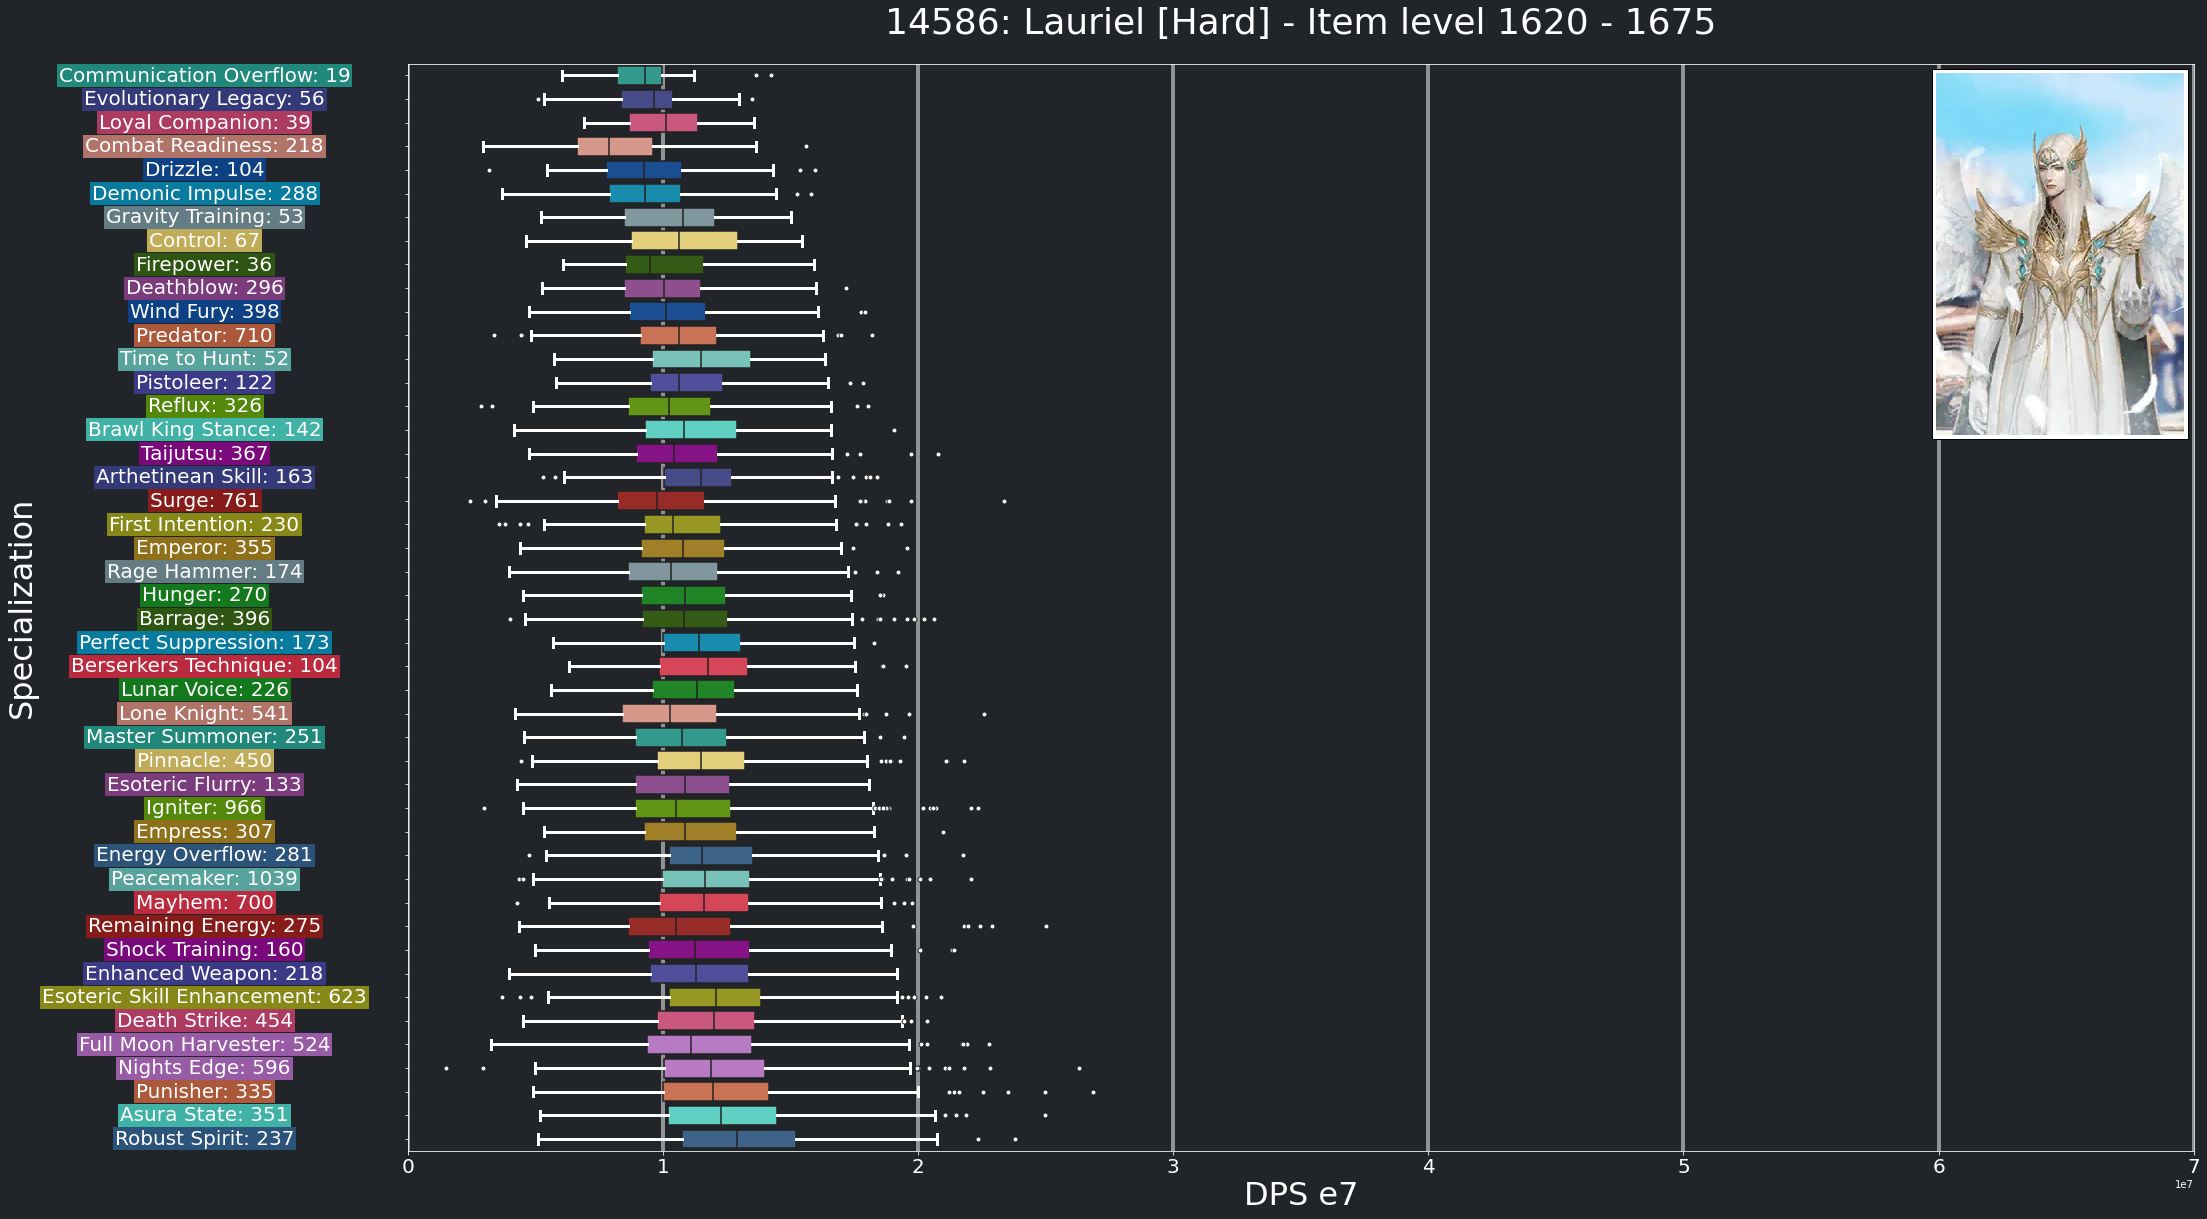 14586: Lauriel [Hard] - Item level 1620 - 1675
Communication Overflow: 19
Evolutionary Legacy: 56
Loyal Companion: 39
Combat Readiness: 218
Drizzle: 104
Demonic Impulse: 288
Gravity Training: 53
Control: 67
Firepower: 36
Deathblow: 296
Wind Fury: 398
Predator: 710
Time to Hunt: 52
Pistoleer: 122
Reflux: 326
Brawl King Stance: 142
Taijutsu: 367
Arthetinean Skill: 163
Surge: 761
First Intention: 230
Emperor: 355
Rage Hammer: 174
Hunger: 270
Barrage: 396
Perfect Suppression: 173
Berserkers Technique: 104
Lunar Voice: 226
Lone Knight: 541
Master Summoner: 251
Pinnacle: 450
Esoteric Flurry: 133
Igniter: 966
Empress: 307
Energy Overflow: 281
Peacemaker: 1039
Mayhem: 700
Remaining Energy: 275
Shock Training: 160
Enhanced Weapon: 218
Esoteric Skill Enhancement: 623
Death Strike: 454
Full Moon Harvester: 524
Nights Edge: 596
Punisher: 335
Asura State: 351
Robust Spirit: 237
Specialization
0 1 2 3 4 5 6 7
1e7
DPS e7